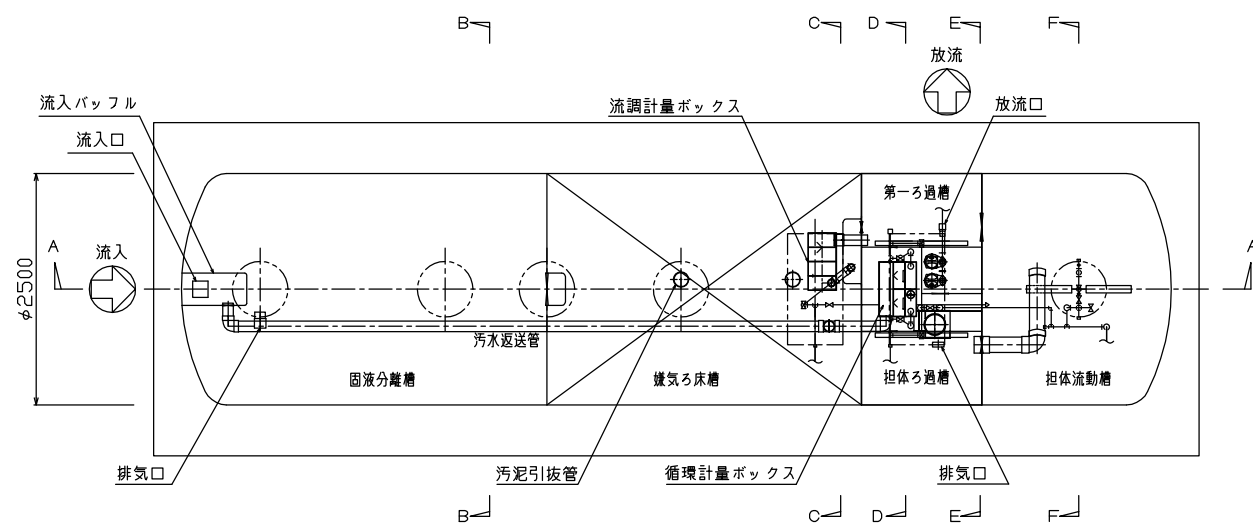 B
C
D
E
F
放流
流入バッフル
流調計量ボックス
放流口
流入口
第一ろ過槽
A
流入
A
φ2500
汚水返送管
固液分離槽
嫌気ろ床槽
担体ろ過槽
担体流動槽
排気口
汚泥引抜管
循環計量ボックス
排気口
B
C
D
E
F